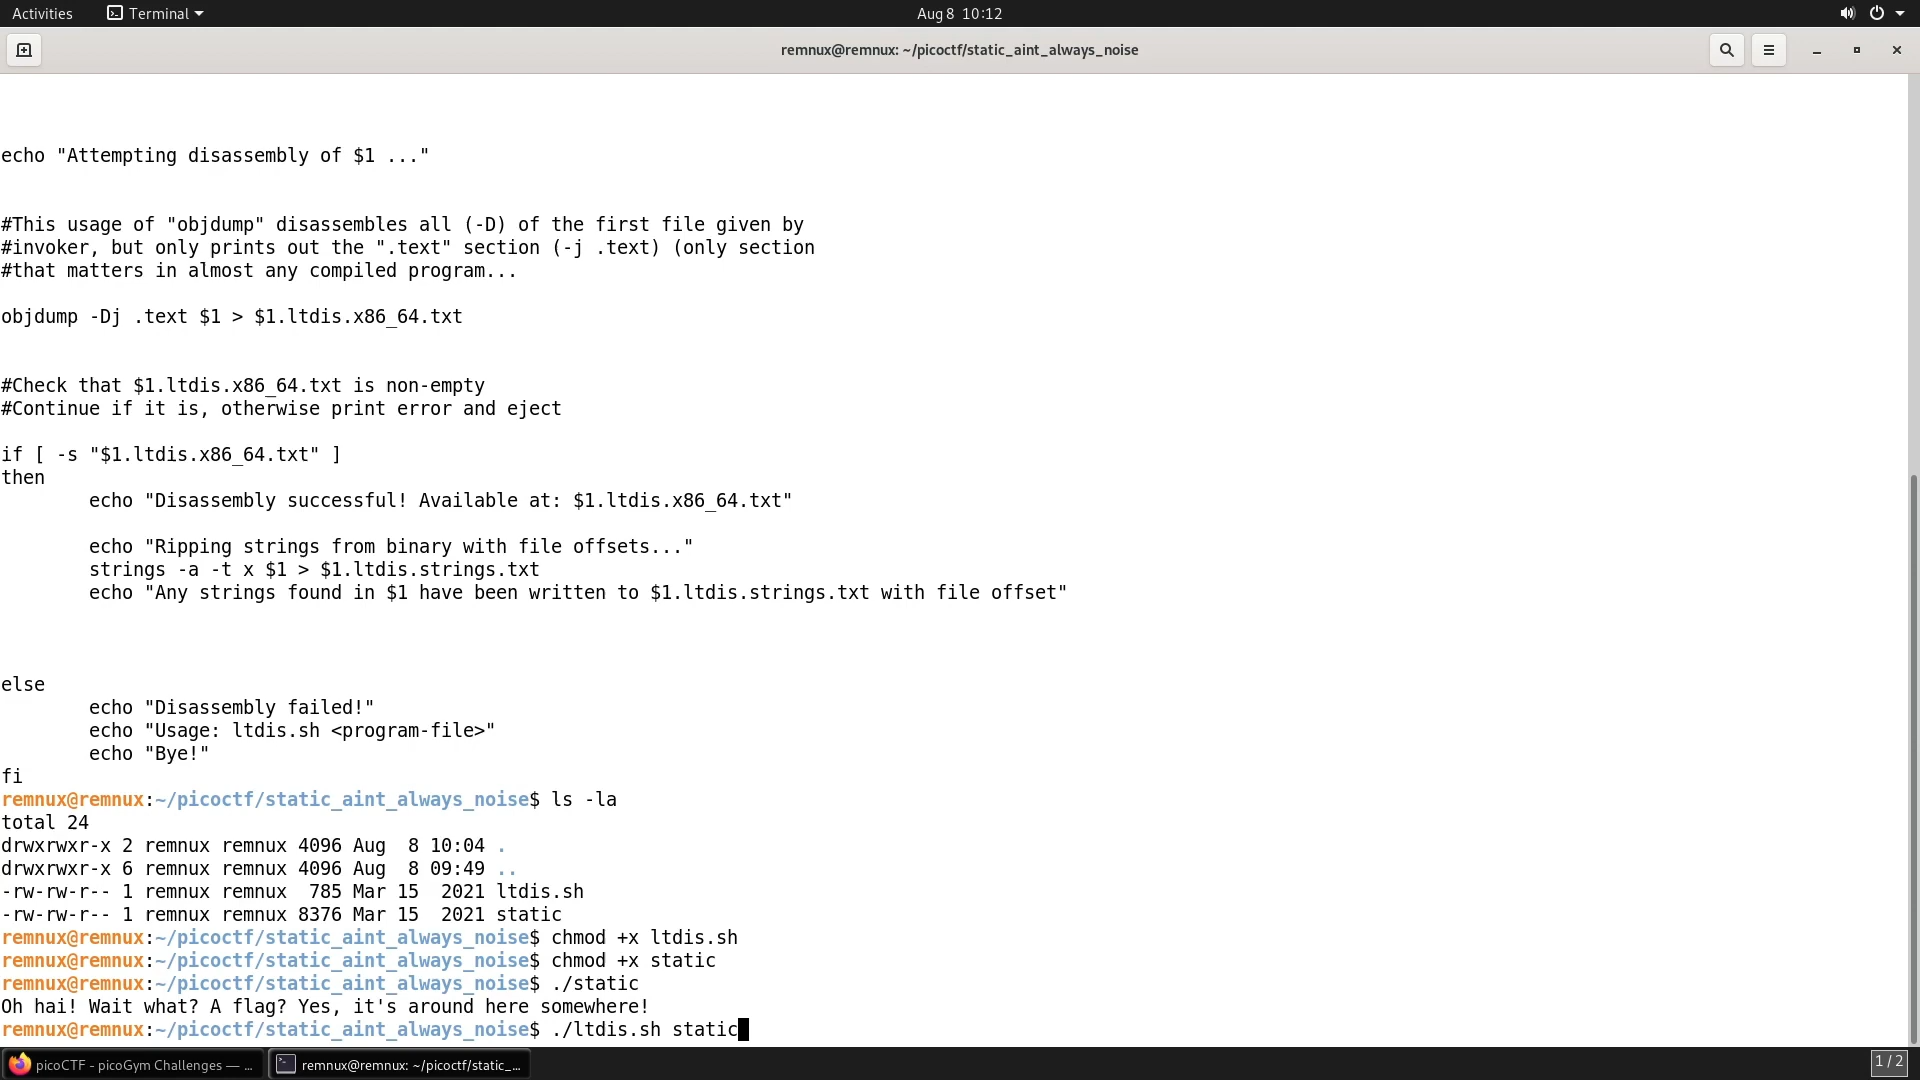 Activities Terminal Aug 8 10:12
remnux@remnux: ~/picoctf/static_aint_always_noise
echo "Attempting disassembly of $1 ..."
#This usage of "objdump" disassembles all (-D) of the first file given by
#invoker, but only prints out the ".text" section (-j .text) (only section
#that matters in almost any compiled program...
objdump -Dj .text $1 > $1.ltdis.x86_64.txt
#Check that $1.ltdis.x86_64.txt is non-empty
#Continue if it is, otherwise print error and eject
if [ -s "$1.ltdis.x86_64.txt" ]
then
        echo "Disassembly successful! Available at: $1.ltdis.x86_64.txt"
        echo "Ripping strings from binary with file offsets..."
        strings -a -t x $1 > $1.ltdis.strings.txt
        echo "Any strings found in $1 have been written to $1.ltdis.strings.txt with file offset"
else
        echo "Disassembly failed!"
        echo "Usage: ltdis.sh <program-file>"
        echo "Bye!"
fi
remnux@remnux:~/picoctf/static_aint_always_noise$ ls -la
total 24
drwxrwxr-x 2 remnux remnux 4096 Aug  8 10:04 .
drwxrwxr-x 6 remnux remnux 4096 Aug  8 09:49 ..
-rw-rw-r-- 1 remnux remnux  785 Mar 15  2021 ltdis.sh
-rw-rw-r-- 1 remnux remnux 8376 Mar 15  2021 static
remnux@remnux:~/picoctf/static_aint_always_noise$ chmod +x ltdis.sh
remnux@remnux:~/picoctf/static_aint_always_noise$ chmod +x static
remnux@remnux:~/picoctf/static_aint_always_noise$ ./static
Oh hai! Wait what? A flag? Yes, it's around here somewhere!
remnux@remnux:~/picoctf/static_aint_always_noise$ ./ltdis.sh static
picoCTF - picoGym Challenges — ... remnux@remnux: ~/picoctf/static_... 1 / 2